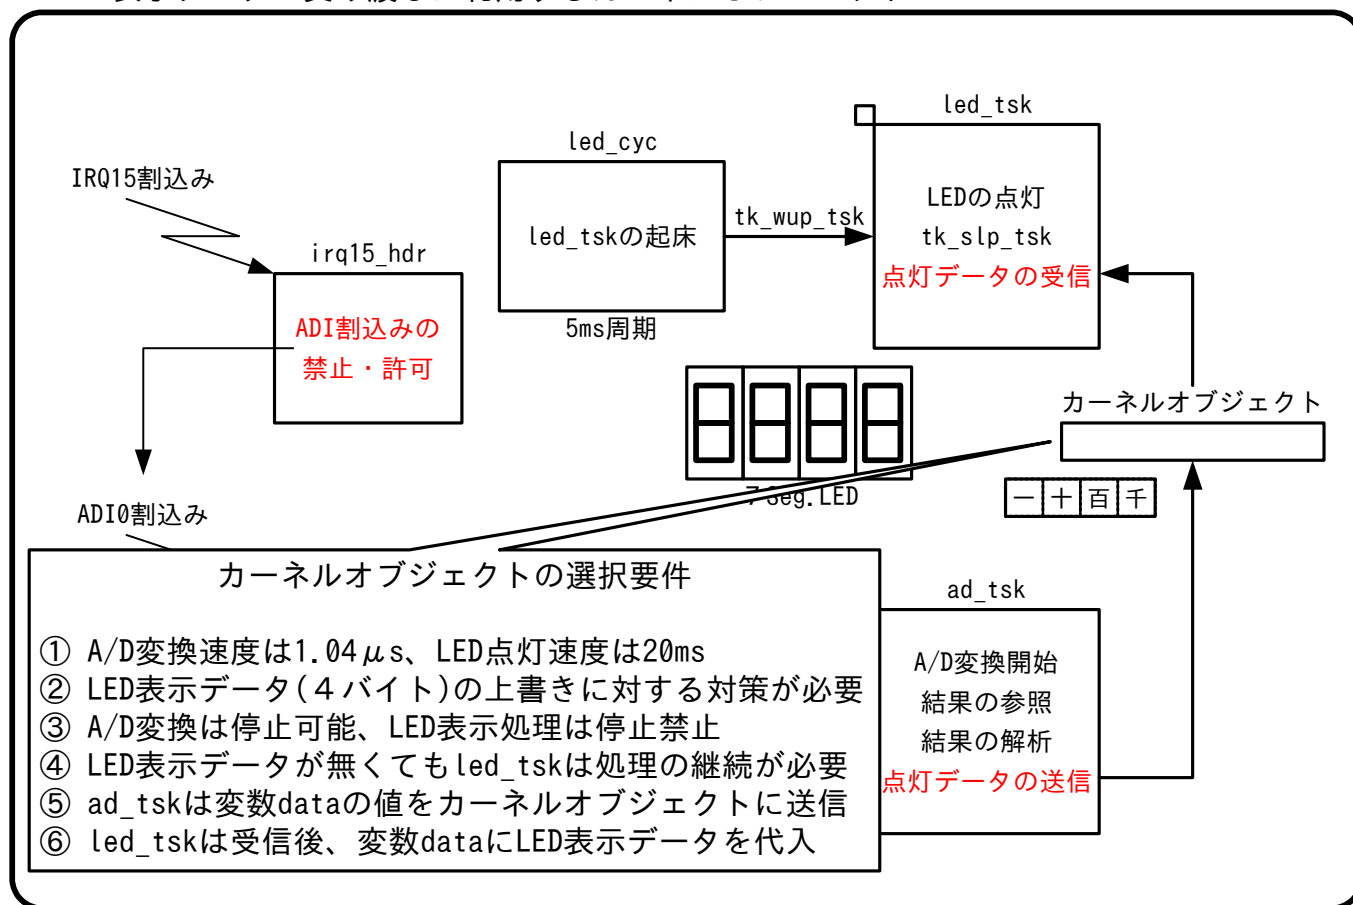 led_tsk
led_cyc
IRQ15割込み
LEDの点灯
tk_wup_tsk
led_tskの起床
tk_slp_tsk
irq15_hdr
点灯データの受信
ADI割込みの
禁止・許可
5ms周期
カーネルオブジェクト
7 Seg. LED
一 十 百 千
ADI0割込み
カーネルオブジェクトの選択要件
① A/D変換速度は1.04μs、LED点灯速度は20ms
② LED表示データ(４バイト)の上書きに対する対策が必要
③ A/D変換は停止可能、LED表示処理は停止禁止
④ LED表示データが無くてもled_tskは処理の継続が必要
⑤ ad_tskは変数dataの値をカーネルオブジェクトに送信
⑥ led_tskは受信後、変数dataにLED表示データを代入
ad_tsk
A/D変換開始
結果の参照
結果の解析
点灯データの送信